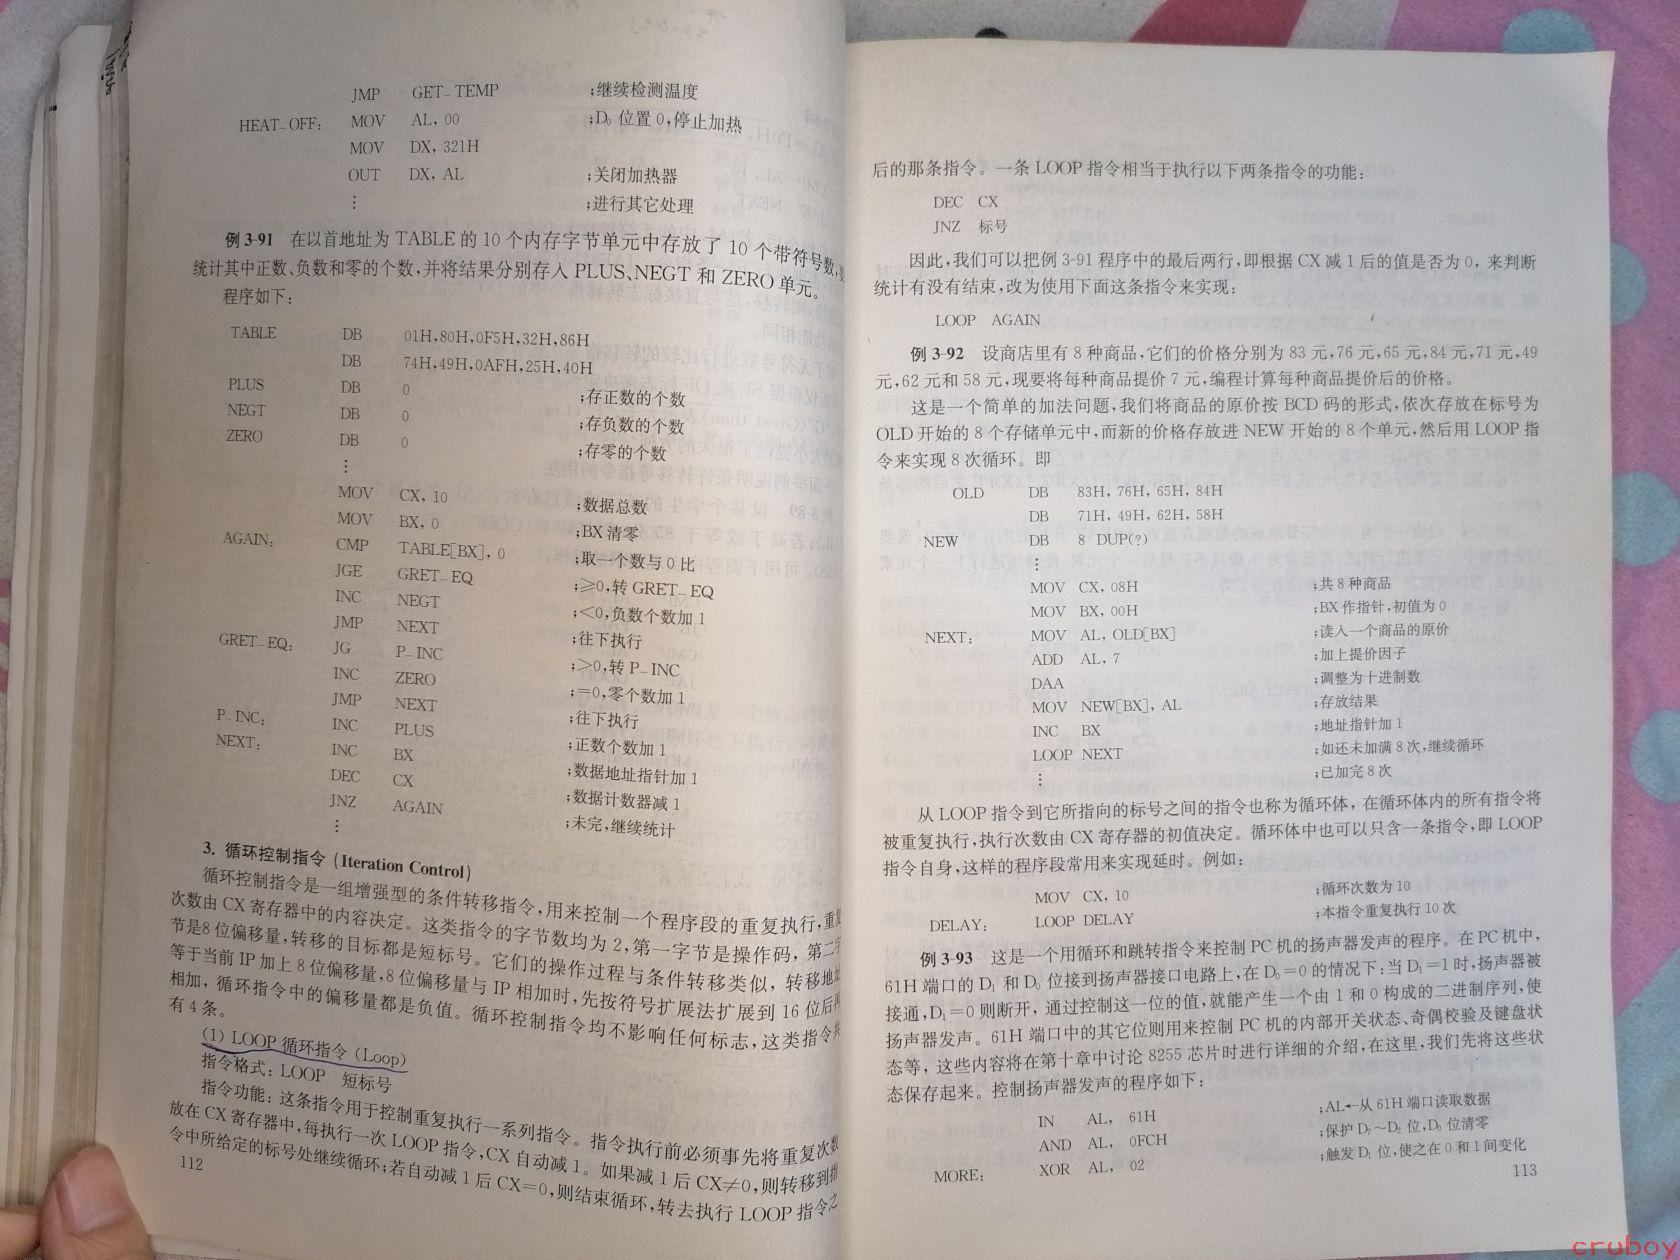 JMP GET_TEMP ;继续检测温度
HEAT_OFF: MOV AL, 00 ;D₀ 位置 0,停止加热
MOV DX, 321H
OUT DX, AL ;关闭加热器
⋮ ;进行其它处理
例 3-91 在以首地址为 TABLE 的 10 个内存字节单元中存放了 10 个带符号数,
统计其中正数、负数和零的个数,并将结果分别存入 PLUS、NEGT 和 ZERO 单元。
程序如下:
TABLE DB 01H,80H,0F5H,32H,86H
DB 74H,49H,0AFH,25H,40H
PLUS DB 0 ;存正数的个数
NEGT DB 0 ;存负数的个数
ZERO DB 0 ;存零的个数
⋮
MOV CX, 10 ;数据总数
MOV BX, 0 ;BX 清零
AGAIN: CMP TABLE[BX], 0 ;取一个数与 0 比
JGE GRET_EQ ;≥0,转 GRET_EQ
INC NEGT ;<0,负数个数加 1
JMP NEXT ;往下执行
GRET_EQ: JG P_INC ;>0,转 P_INC
INC ZERO ;=0,零个数加 1
JMP NEXT ;往下执行
P_INC: INC PLUS ;正数个数加 1
NEXT: INC BX ;数据地址指针加 1
DEC CX ;数据计数器减 1
JNZ AGAIN ;未完,继续统计
⋮
3. 循环控制指令 (Iteration Control)
循环控制指令是一组增强型的条件转移指令,用来控制一个程序段的重复执行,重复
次数由 CX 寄存器中的内容决定。这类指令的字节数均为 2,第一字节是操作码,第二字
节是8 位偏移量,转移的目标都是短标号。它们的操作过程与条件转移类似,转移地址
等于当前 IP 加上 8 位偏移量,8 位偏移量与 IP 相加时,先按符号扩展法扩展到 16 位后再
相加,循环指令中的偏移量都是负值。循环控制指令均不影响任何标志,这类指令共
有 4 条。
(1) LOOP 循环指令 (Loop)
指令格式: LOOP 短标号
指令功能: 这条指令用于控制重复执行一系列指令。指令执行前必须事先将重复次数
放在 CX 寄存器中,每执行一次 LOOP 指令,CX 自动减 1。如果减 1 后 CX≠0,则转移到指
令中所给定的标号处继续循环;若自动减 1 后 CX=0,则结束循环,转去执行 LOOP 指令之
112
后的那条指令。一条 LOOP 指令相当于执行以下两条指令的功能:
DEC CX
JNZ 标号
因此,我们可以把例 3-91 程序中的最后两行,即根据 CX 减 1 后的值是否为 0, 来判断
统计有没有结束,改为使用下面这条指令来实现:
LOOP AGAIN
例 3-92 设商店里有 8 种商品,它们的价格分别为 83 元,76 元,65 元,84 元,71 元,49
元,62 元和 58 元,现要将每种商品提价 7 元,编程计算每种商品提价后的价格。
这是一个简单的加法问题,我们将商品的原价按 BCD 码的形式,依次存放在标号为
OLD 开始的 8 个存储单元中,而新的价格存放进 NEW 开始的 8 个单元,然后用 LOOP 指
令来实现 8 次循环。即
OLD DB 83H, 76H, 65H, 84H
DB 71H, 49H, 62H, 58H
NEW DB 8 DUP(?)
⋮
MOV CX, 08H ;共 8 种商品
MOV BX, 00H ;BX 作指针,初值为 0
NEXT: MOV AL, OLD[BX] ;读入一个商品的原价
ADD AL, 7 ;加上提价因子
DAA ;调整为十进制数
MOV NEW[BX], AL ;存放结果
INC BX ;地址指针加 1
LOOP NEXT ;如还未加满 8 次,继续循环
⋮ ;已加完 8 次
从 LOOP 指令到它所指向的标号之间的指令也称为循环体, 在循环体内的所有指令将
被重复执行,执行次数由 CX 寄存器的初值决定。循环体中也可以只含一条指令,即 LOOP
指令自身,这样的程序段常用来实现延时。例如:
MOV CX, 10 ;循环次数为 10
DELAY: LOOP DELAY ;本指令重复执行 10 次
例 3-93 这是一个用循环和跳转指令来控制 PC 机的扬声器发声的程序。在 PC 机中,
61H 端口的 D₁ 和 D₀ 位接到扬声器接口电路上,在 D₀=0 的情况下:当 D₁=1 时,扬声器被
接通,D₁=0 则断开, 通过控制这一位的值,就能产生一个由 1 和 0 构成的二进制序列,使
扬声器发声。61H 端口中的其它位则用来控制 PC 机的内部开关状态、奇偶校验及键盘状
态等, 这些内容将在第十章中讨论 8255 芯片时进行详细的介绍,在这里,我们先将这些状
态保存起来。控制扬声器发声的程序如下:
IN AL, 61H ;AL←从 61H 端口读取数据
AND AL, 0FCH ;保护 D₇~D₂ 位,D₀ 位清零
MORE: XOR AL, 02 ;触发 D₁ 位,使之在 0 和 1 间变化
113
cruboy